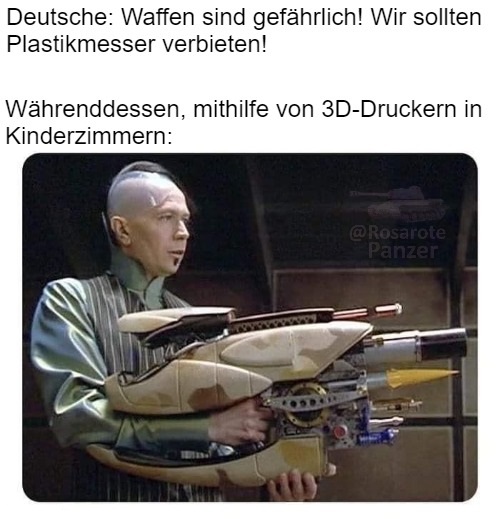 Deutsche: Waffen sind gefährlich! Wir sollten
Plastikmesser verbieten!
Währenddessen, mithilfe von 3D-Druckern in
Kinderzimmern:
@Rosarote
Panzer